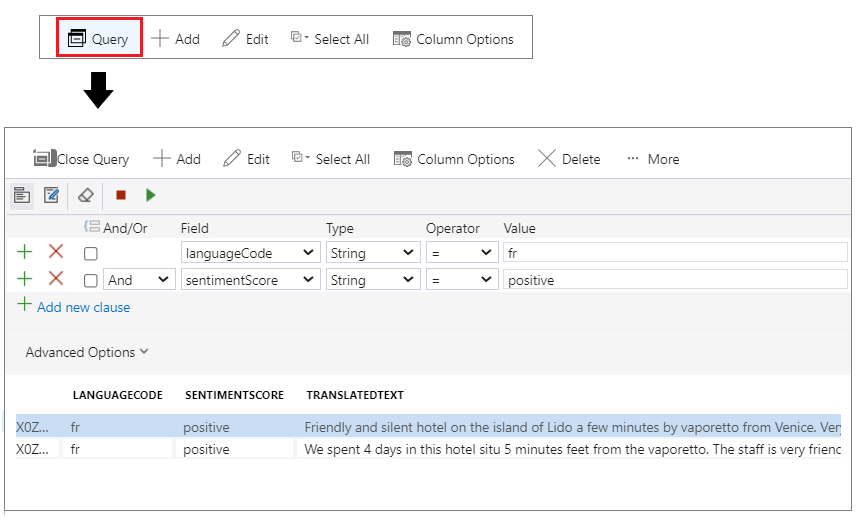 Query Add Edit Select All Column Options
Close Query Add Edit Select All Column Options Delete ··· More
And/Or Field Type Operator Value
languageCode String = fr
And sentimentScore String = positive
Add new clause
Advanced Options
LANGUAGECODE SENTIMENTSCORE TRANSLATEDTEXT
X0Z... fr positive Friendly and silent hotel on the island of Lido a few minutes by vaporetto from Venice. Very
X0Z... fr positive We spent 4 days in this hotel situ 5 minutes feet from the vaporetto. The staff is very frienc